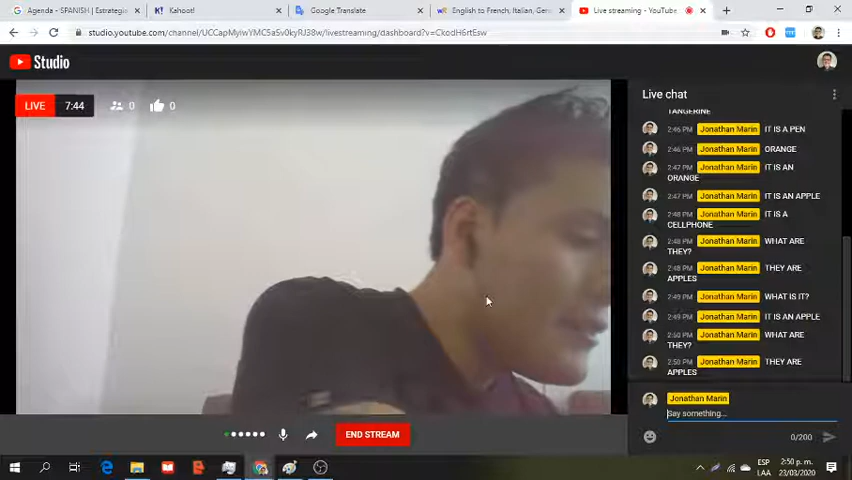 Agenda - SPANISH | Estrategia
Kahoot!
Google Translate
English to French, Italian, Ger
Live streaming - YouTube
studio.youtube.com/channel/UCCapMyiwYMC5aSv0kyRJ38w/livestreaming/dashboard?v=CkodH6rtEsw
Studio
LIVE 7:44 0 0
Live chat
TANGERINE
2:46 PM Jonathan Marin IT IS A PEN
2:46 PM Jonathan Marin ORANGE
2:47 PM Jonathan Marin IT IS AN
ORANGE
2:47 PM Jonathan Marin IT IS AN APPLE
2:48 PM Jonathan Marin IT IS A
CELLPHONE
2:48 PM Jonathan Marin WHAT ARE
THEY?
2:48 PM Jonathan Marin THEY ARE
APPLES
2:49 PM Jonathan Marin WHAT IS IT?
2:49 PM Jonathan Marin IT IS AN APPLE
2:50 PM Jonathan Marin WHAT ARE
THEY?
2:50 PM Jonathan Marin THEY ARE
APPLES
Jonathan Marin
Say something...
0/200
END STREAM
ESP
LAA
2:50 p. m.
23/03/2020